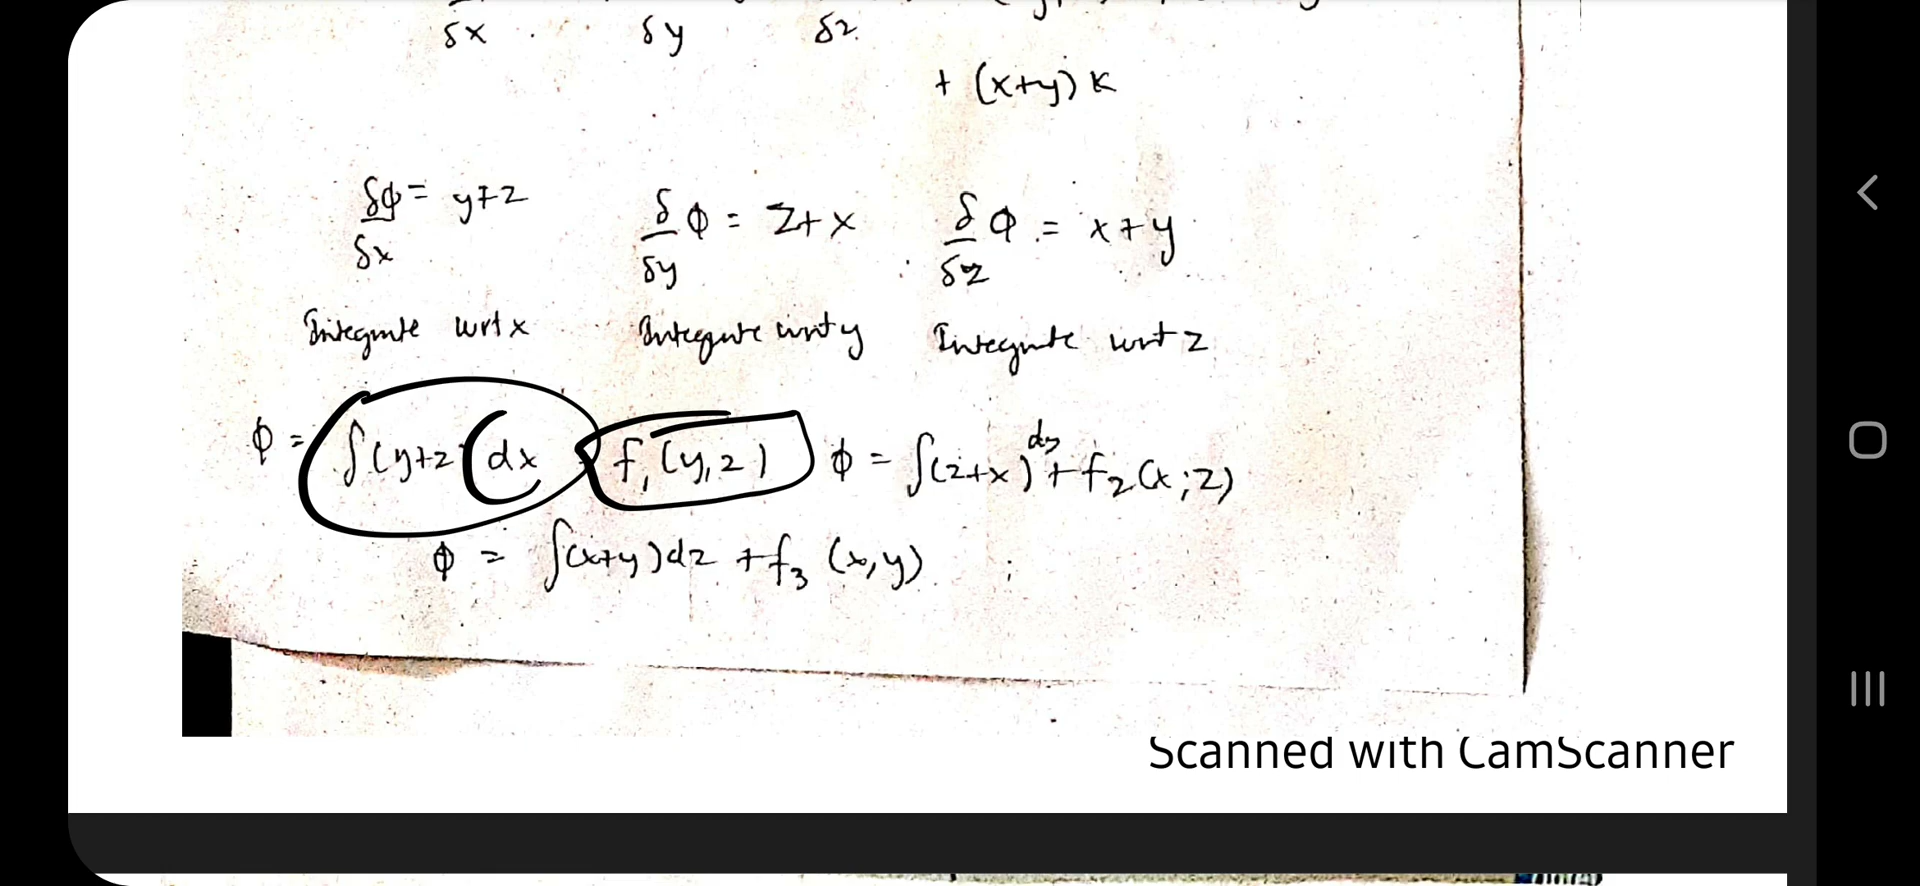 δx δy δz
+ (x+y) k
δφ = y+z δ φ = z+x δ φ = x+y
δx δy δz
Integrate wrt x Integrate wrt y Integrate wrt z
φ = ∫(y+z) dx f₁(y,z) φ = ∫(z+x) dy + f₂(x;z)
φ = ∫(x+y)dz + f₃ (x,y)
Scanned with CamScanner